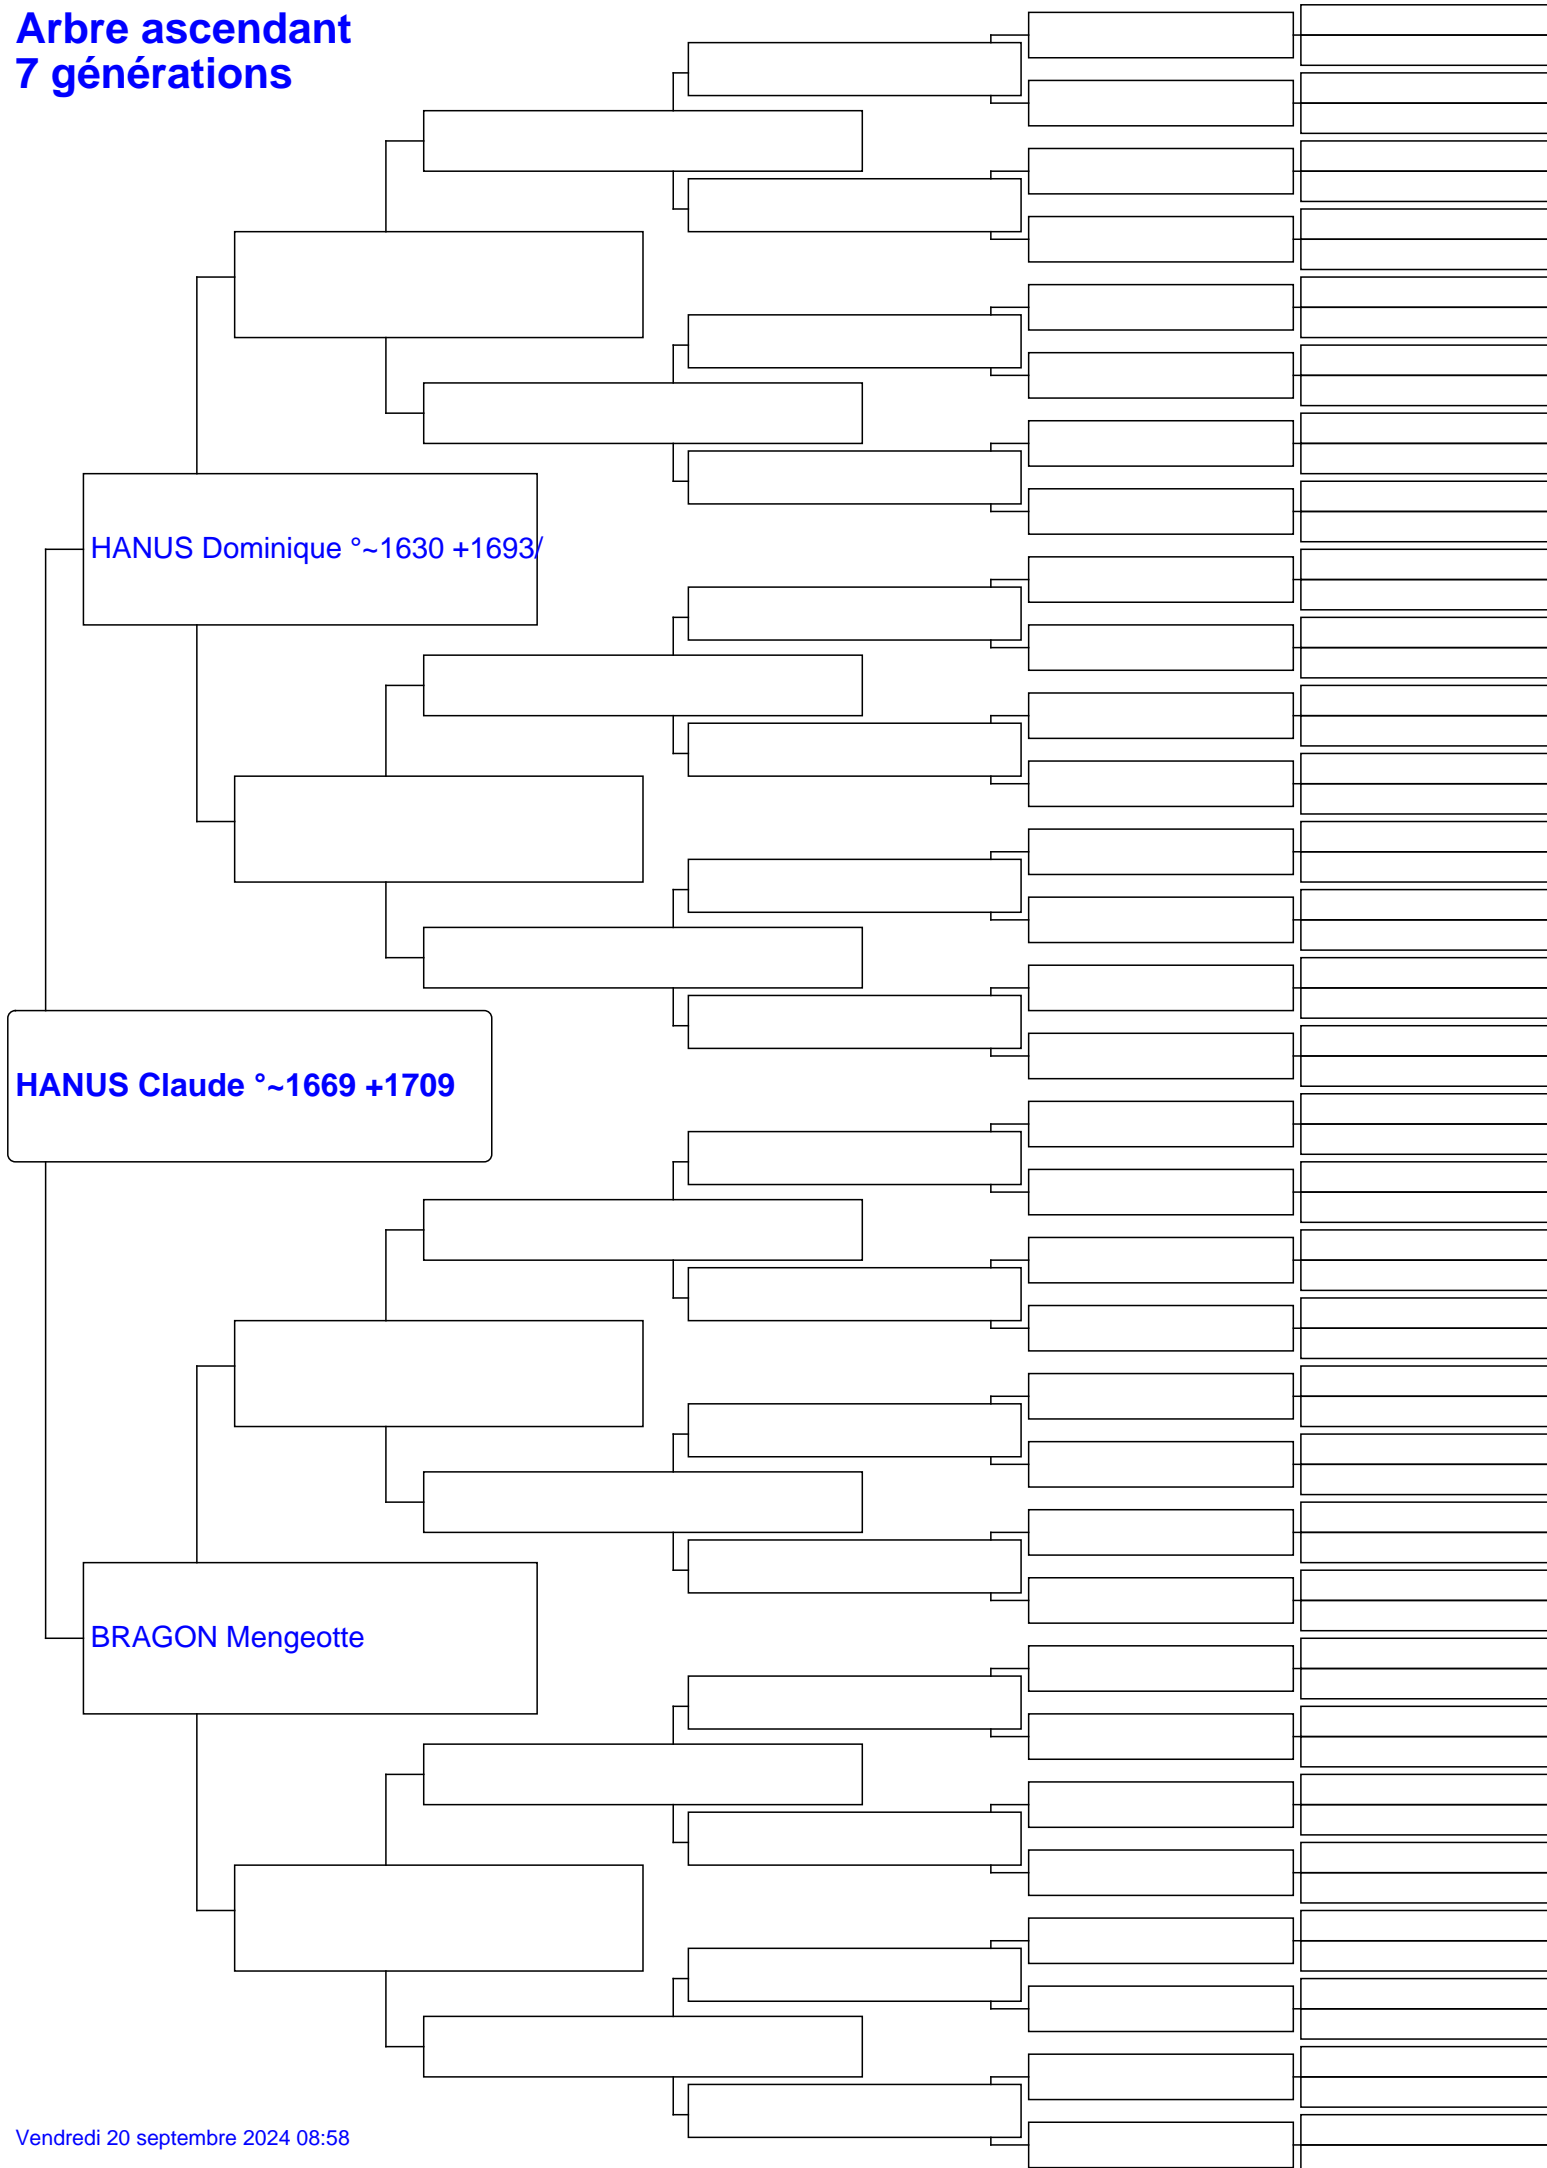 Arbre ascendant
7 générations
HANUS Dominique °~1630 +1693/
HANUS Claude °~1669 +1709
BRAGON Mengeotte
Vendredi 20 septembre 2024 08:58